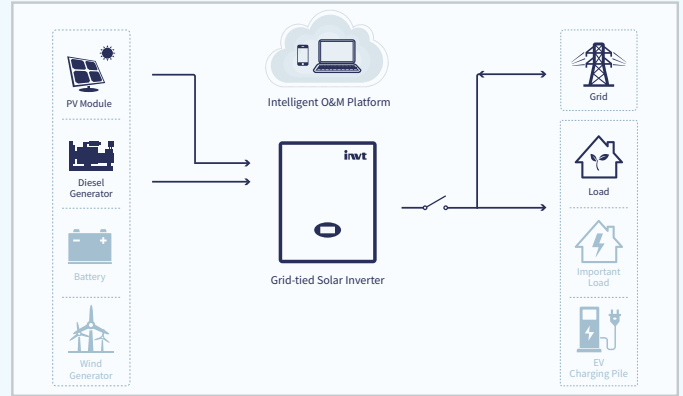 Intelligent O&M Platform
PV Module
Diesel
Generator
Battery
Wind
Generator
invt
Grid-tied Solar Inverter
Grid
Load
Important
Load
EV
Charging Pile